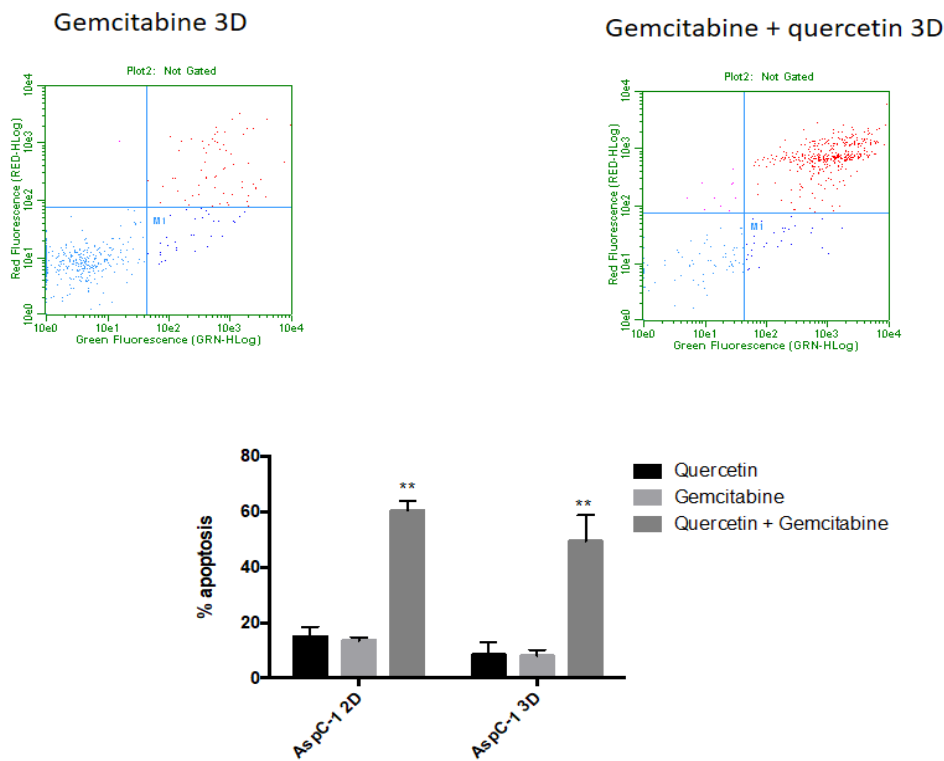 Gemcitabine 3D
Gemcitabine + quercetin 3D
Plot2: Not Gated
Red Fluorescence (RED-HLog)
10e4
10e3
10e2
10e1
10e0
M1
10e0 10e1 10e2 10e3 10e4
Green Fluorescence (GRN-HLog)
Plot2: Not Gated
Red Fluorescence (RED-HLog)
10e4
10e3
10e2
10e1
10e0
M1
10e0 10e1 10e2 10e3 10e4
Green Fluorescence (GRN-HLog)
% apoptosis
80
60
40
20
0
**
**
AspC-1 2D
AspC-1 3D
Quercetin
Gemcitabine
Quercetin + Gemcitabine